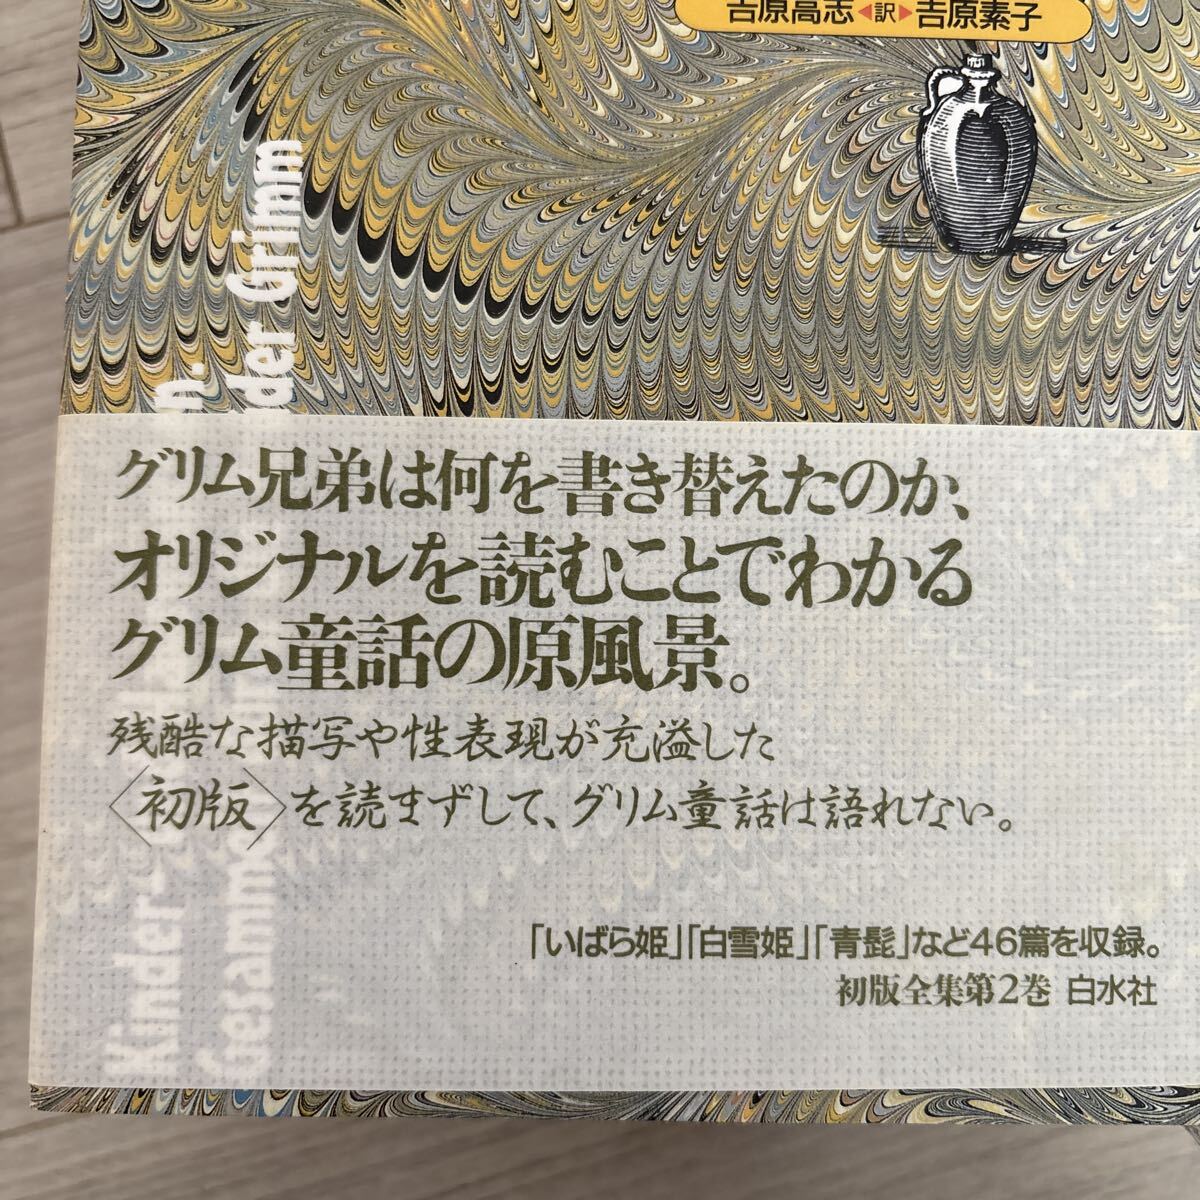 吉原高志◀訳▶吉原素子
グリム兄弟は何を書き替えたのか、
オリジナルを読むことでわかる
グリム童話の原風景。
残酷な描写や性表現が充溢した
〈初版〉を読まずして、グリム童話は語れない。
「いばら姫」「白雪姫」「青髭」など46篇を収録。
初版全集第2巻 白水社
Kinder-
Gesamm
der Grimm